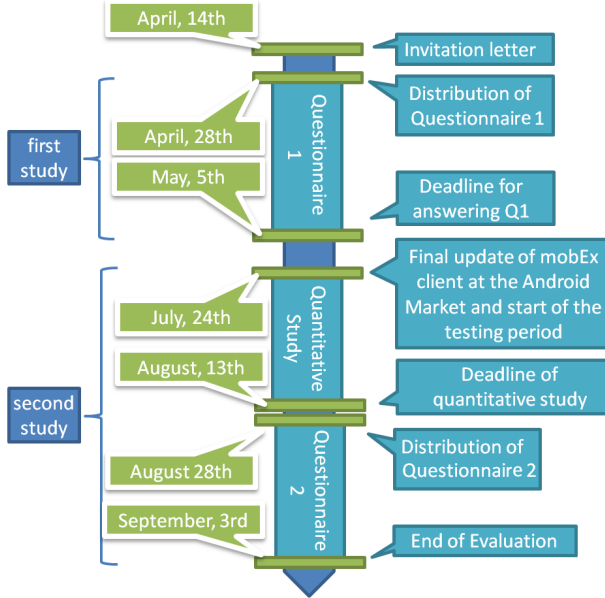 April, 14th
Invitation letter
Distribution of
Questionnaire 1
April, 28th
Questionnaire
1
first
study
May, 5th
Deadline for
answering Q1
Final update of mobEx
client at the Android
Market and start of the
testing period
July, 24th
Quantitative
Study
August, 13th
Deadline of
quantitative study
second
study
Distribution of
Questionnaire 2
August 28th
Questionnaire
2
September, 3rd
End of Evaluation